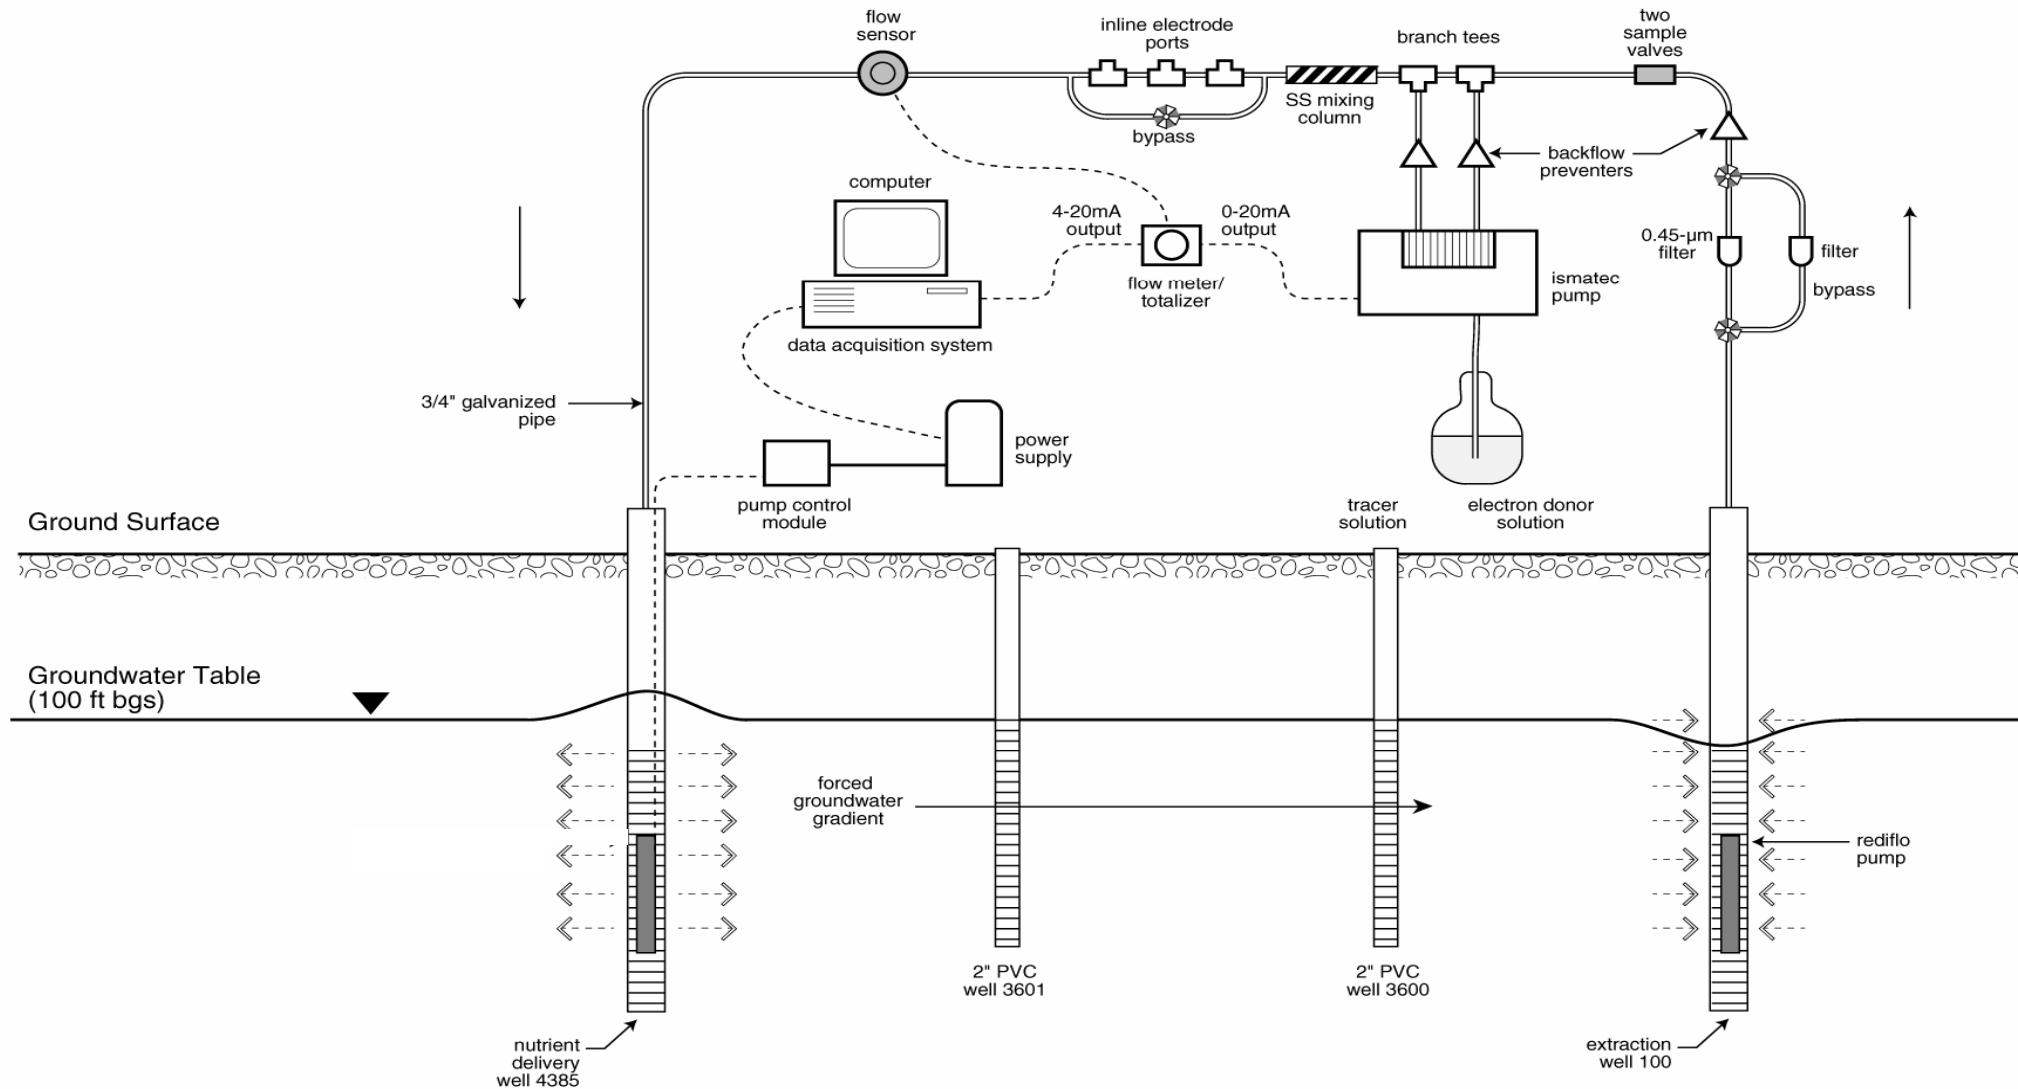 flow
sensor
inline electrode
ports
branch tees
two
sample
valves
SS mixing
column
bypass
backflow
preventers
computer
4-20mA
output
0-20mA
output
0.45-µm
filter
filter
bypass
ismatec
pump
flow meter/
totalizer
data acquisition system
3/4" galvanized
pipe
power
supply
pump control
module
tracer
solution
electron donor
solution
Ground Surface
Groundwater Table
(100 ft bgs)
forced
groundwater
gradient
rediflo
pump
2" PVC
well 3601
2" PVC
well 3600
nutrient
delivery
well 4385
extraction
well 100